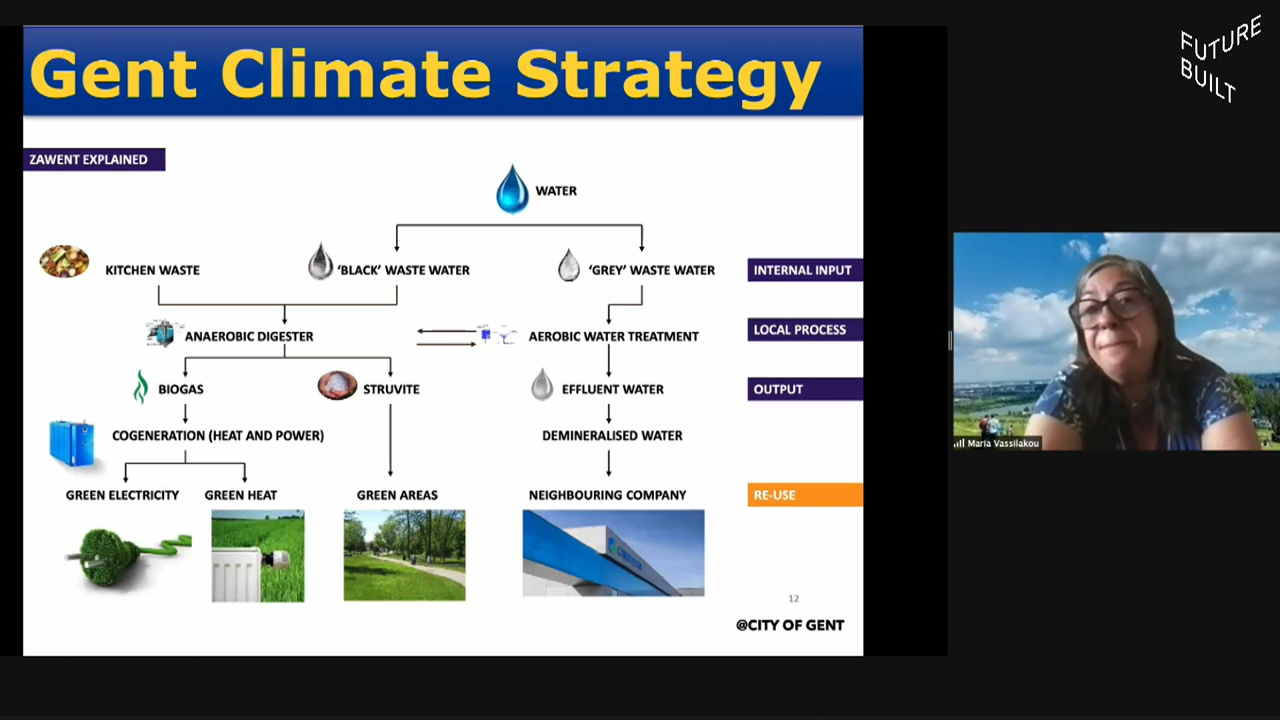 Gent Climate Strategy
FUTURE
BUILT
ZAWENT EXPLAINED
WATER
KITCHEN WASTE
‘BLACK’ WASTE WATER
‘GREY’ WASTE WATER
INTERNAL INPUT
ANAEROBIC DIGESTER
AEROBIC WATER TREATMENT
LOCAL PROCESS
BIOGAS
STRUVITE
EFFLUENT WATER
OUTPUT
COGENERATION (HEAT AND POWER)
DEMINERALISED WATER
GREEN ELECTRICITY
GREEN HEAT
GREEN AREAS
NEIGHBOURING COMPANY
RE-USE
12
@CITY OF GENT
Maria Vassilakou